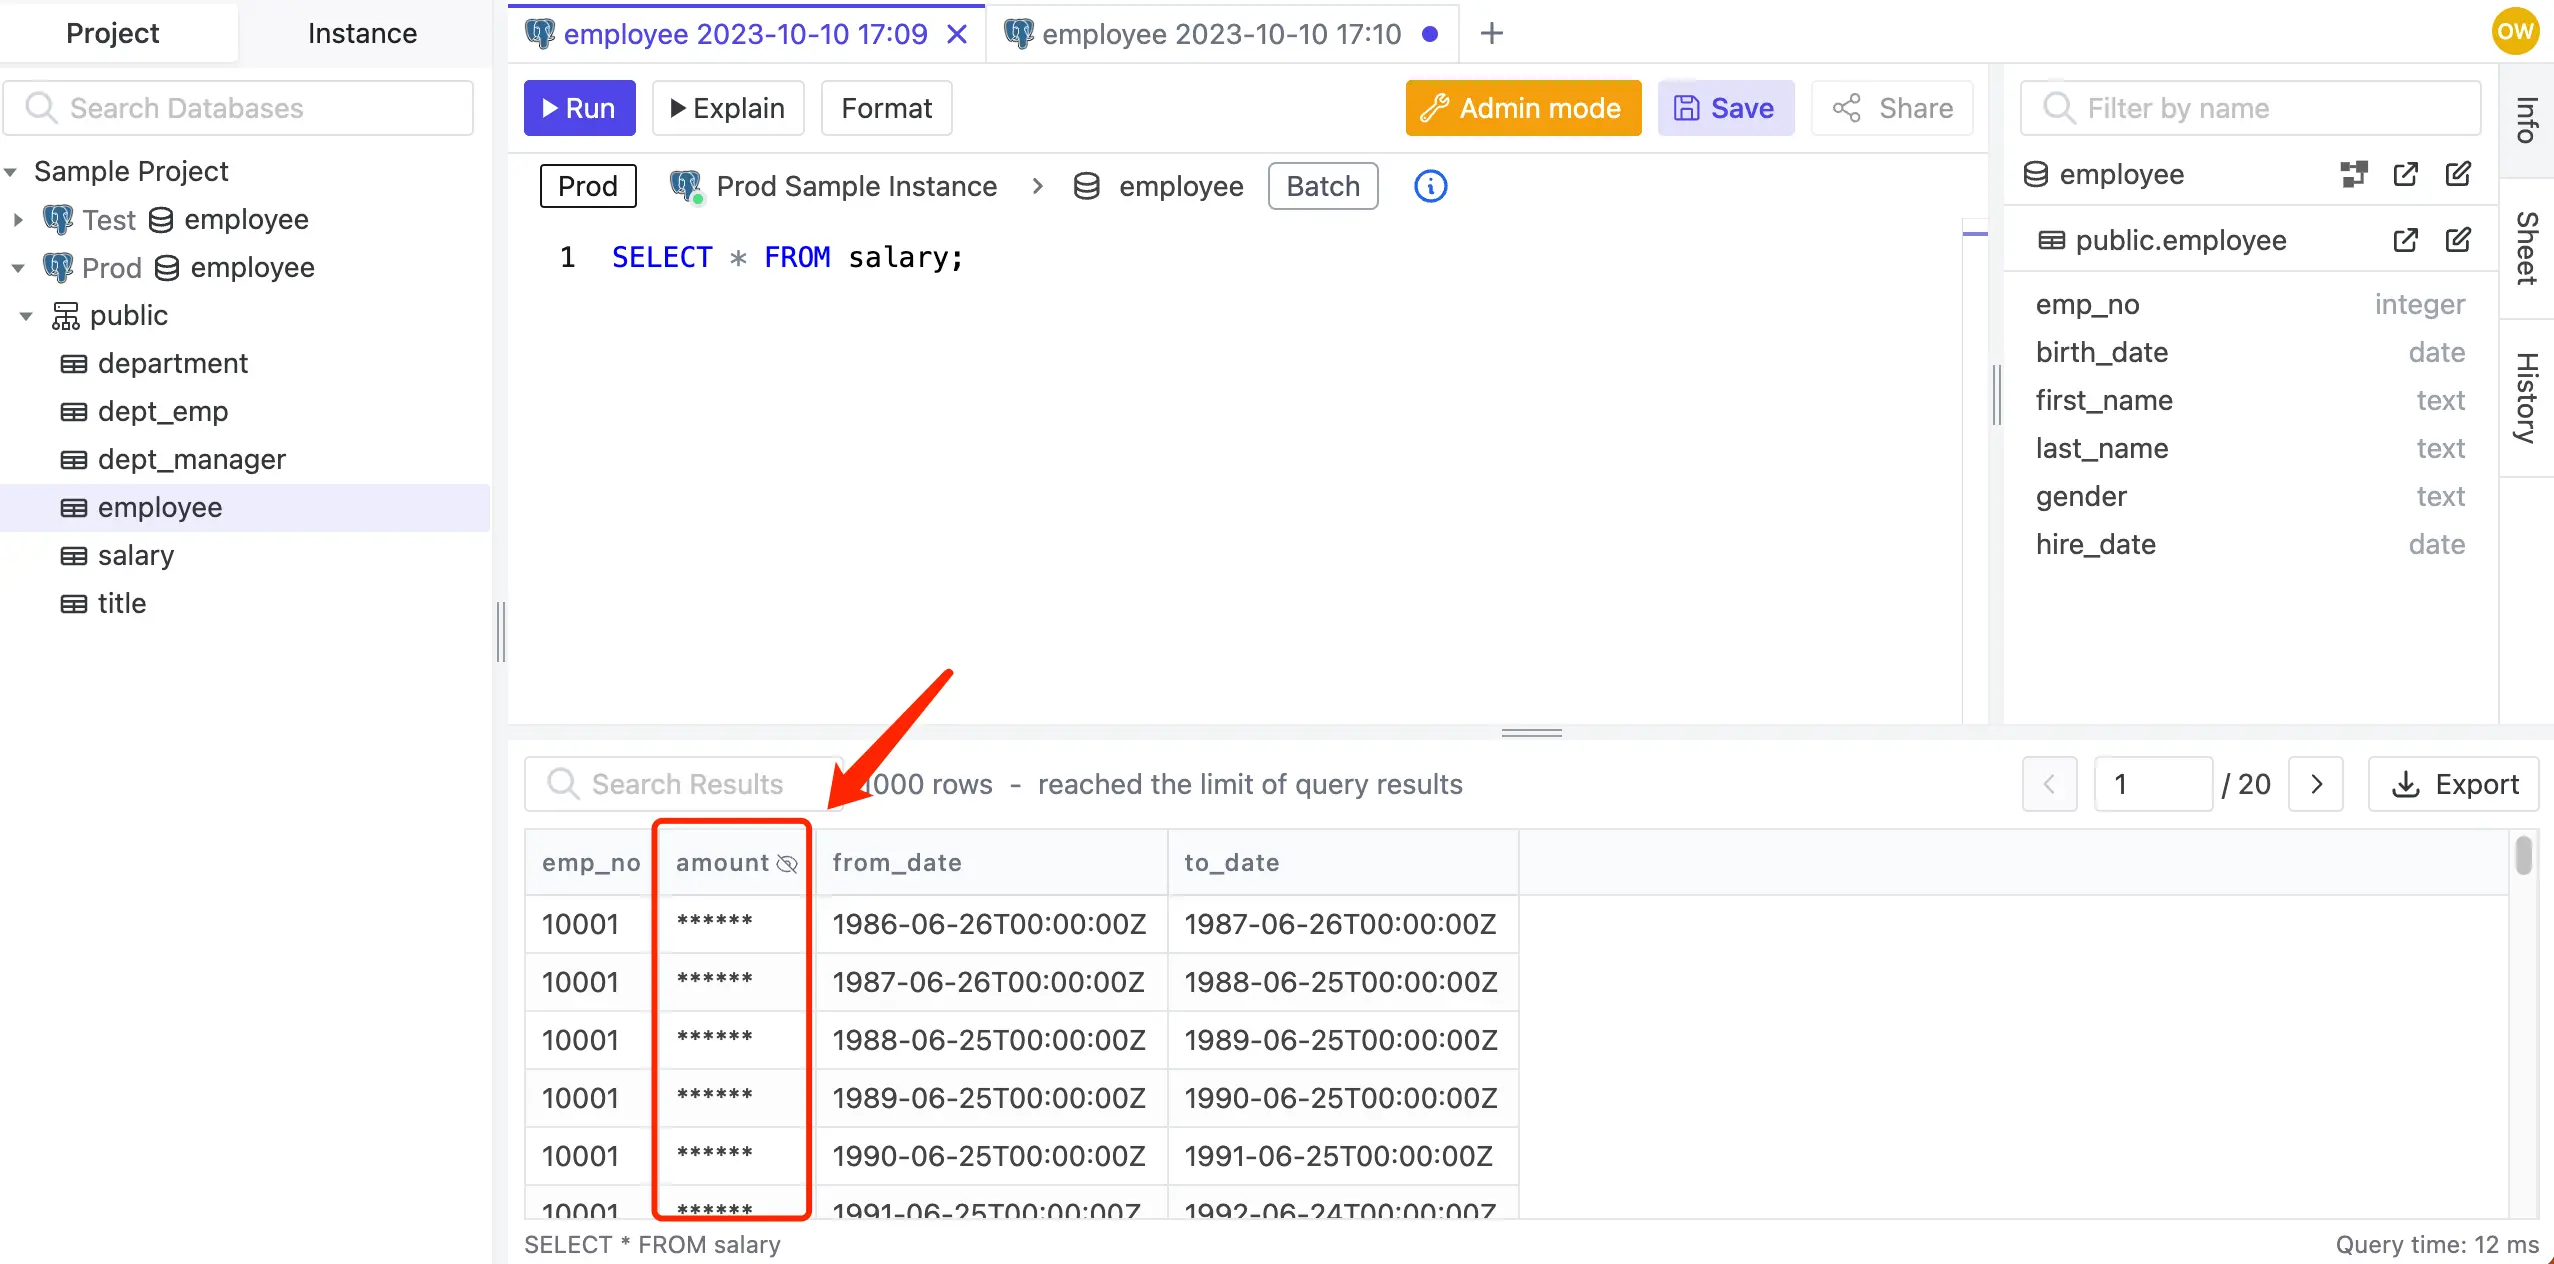 Project Instance
Search Databases
Sample Project
Test employee
Prod employee
public
department
dept_emp
dept_manager
employee
salary
title
employee 2023-10-10 17:09
employee 2023-10-10 17:10
OW
Run Explain Format Admin mode Save Share
Prod Prod Sample Instance > employee Batch
1 SELECT * FROM salary;
Filter by name
employee
public.employee
emp_no integer
birth_date date
first_name text
last_name text
gender text
hire_date date
Info
Sheet
History
Search Results 1000 rows - reached the limit of query results 1 / 20 Export
emp_no amount from_date to_date
10001 ****** 1986-06-26T00:00:00Z 1987-06-26T00:00:00Z
10001 ****** 1987-06-26T00:00:00Z 1988-06-25T00:00:00Z
10001 ****** 1988-06-25T00:00:00Z 1989-06-25T00:00:00Z
10001 ****** 1989-06-25T00:00:00Z 1990-06-25T00:00:00Z
10001 ****** 1990-06-25T00:00:00Z 1991-06-25T00:00:00Z
10001 ****** 1991-06-25T00:00:00Z 1992-06-24T00:00:00Z
SELECT * FROM salary Query time: 12 ms